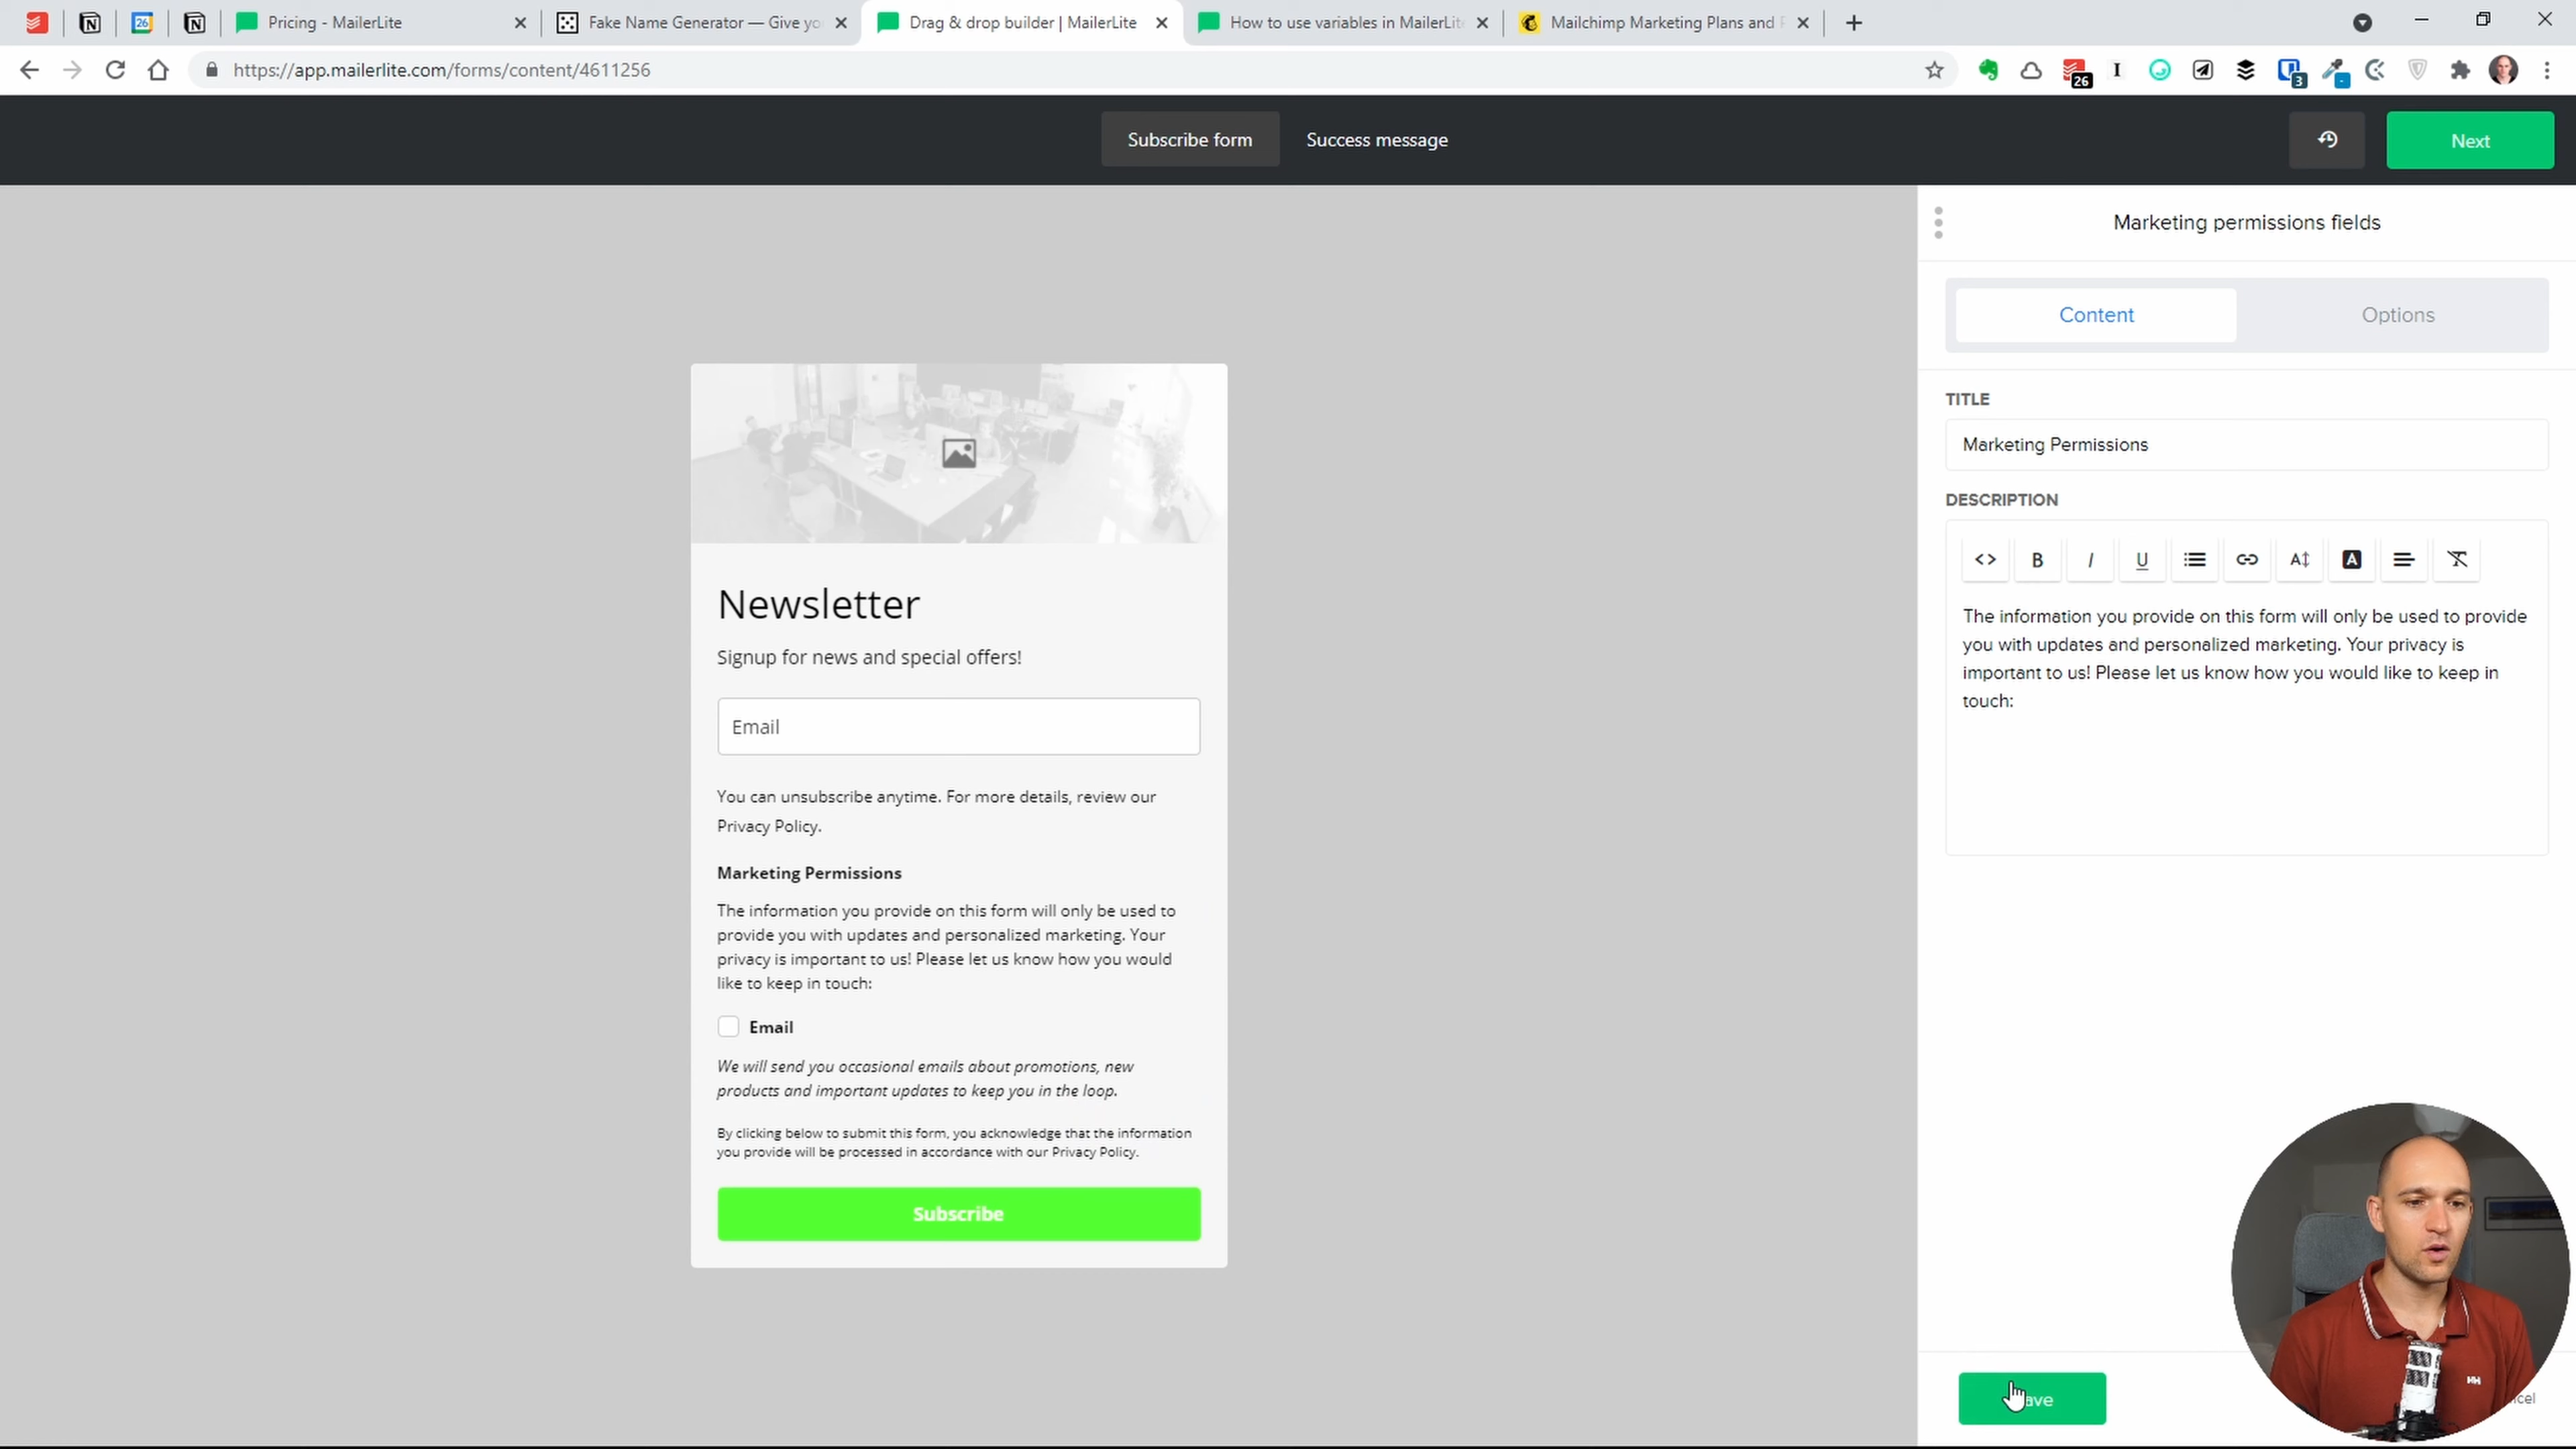 Pricing - MailerLite
Fake Name Generator — Give yo
Drag & drop builder | MailerLite
How to use variables in MailerLit
Mailchimp Marketing Plans and P
https://app.mailerlite.com/forms/content/4611256
26
3
Subscribe form
Success message
Next
Marketing permissions fields
Content
Options
TITLE
Marketing Permissions
DESCRIPTION
The information you provide on this form will only be used to provide
you with updates and personalized marketing. Your privacy is
important to us! Please let us know how you would like to keep in
touch:
Newsletter
Signup for news and special offers!
Email
You can unsubscribe anytime. For more details, review our
Privacy Policy.
Marketing Permissions
The information you provide on this form will only be used to
provide you with updates and personalized marketing. Your
privacy is important to us! Please let us know how you would
like to keep in touch:
Email
We will send you occasional emails about promotions, new
products and important updates to keep you in the loop.
By clicking below to submit this form, you acknowledge that the information
you provide will be processed in accordance with our Privacy Policy.
Subscribe
HH